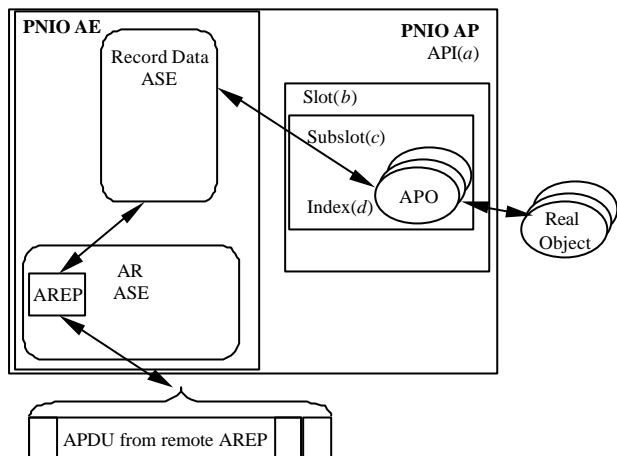 PNIO AE
PNIO AP
API(a)
Record Data
ASE
Slot(b)
Subslot(c)
Index(d)
APO
Real
Object
AR
ASE
AREP
APDU from remote AREP